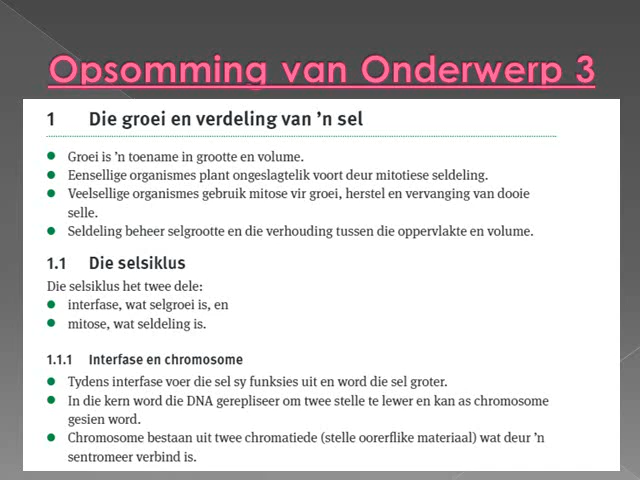 Opsomming van Onderwerp 3
1 Die groei en verdeling van 'n sel
● Groei is 'n toename in grootte en volume.
● Eensellige organismes plant ongeslagtelik voort deur mitotiese seldeling.
● Veelsellige organismes gebruik mitose vir groei, herstel en vervanging van dooie
selle.
● Seldeling beheer selgrootte en die verhouding tussen die oppervlakte en volume.
1.1 Die selsiklus
Die selsiklus het twee dele:
● interfase, wat selgroei is, en
● mitose, wat seldeling is.
1.1.1 Interfase en chromosome
● Tydens interfase voer die sel sy funksies uit en word die sel groter.
● In die kern word die DNA gerepliseer om twee stelle te lewer en kan as chromosome
gesien word.
● Chromosome bestaan uit twee chromatiede (stelle oorerflike materiaal) wat deur 'n
sentromeer verbind is.